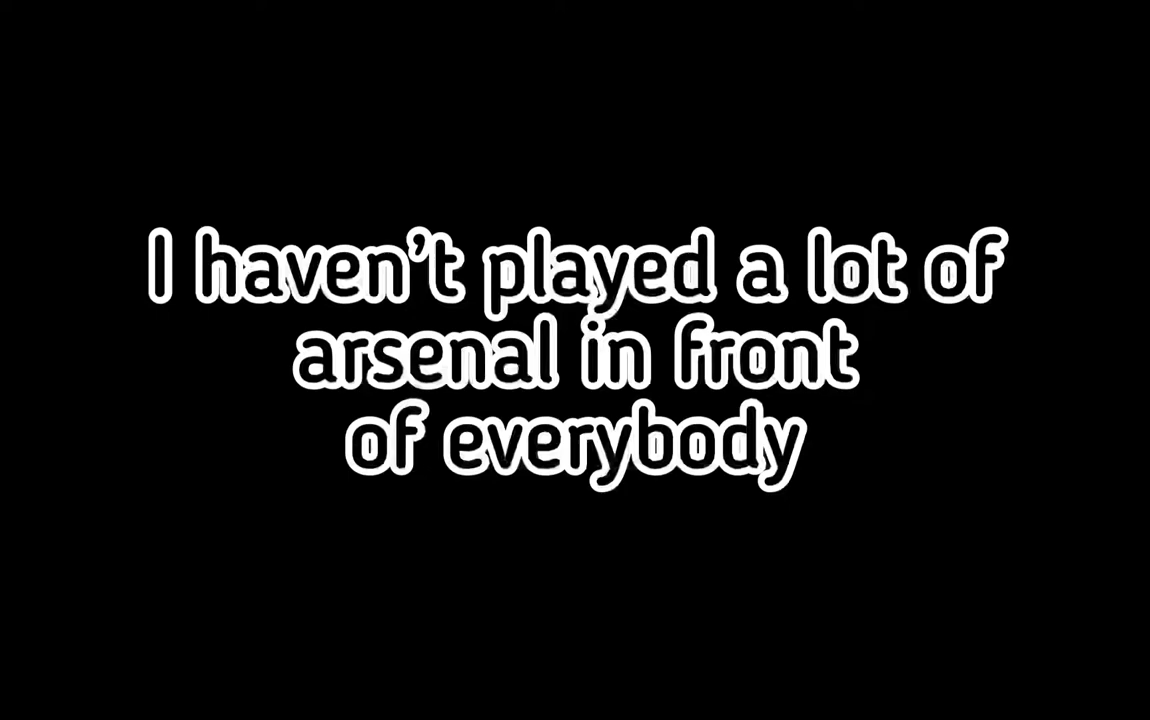 I haven't played a lot of
arsenal in front
of everybody